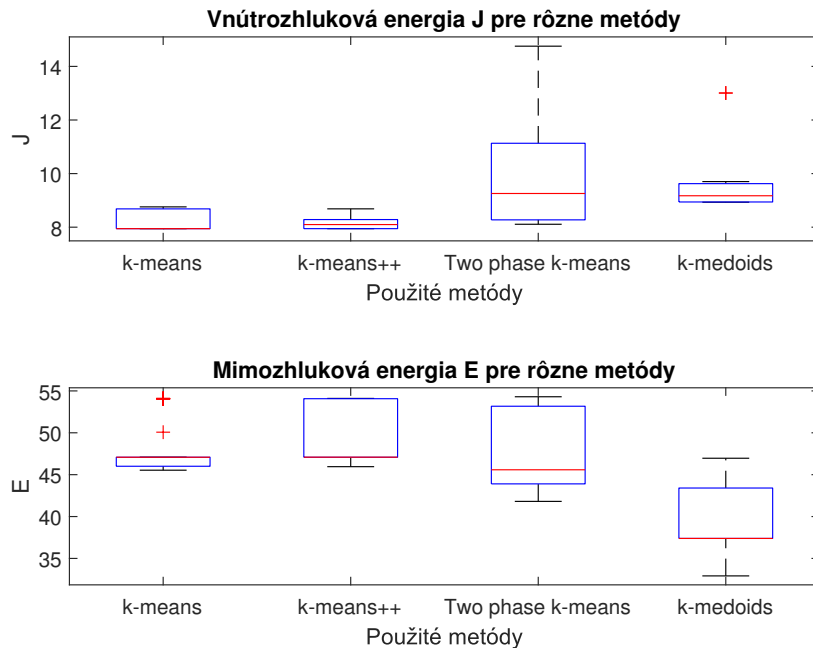 Vnútrozhluková energia J pre rôzne metódy
14
12
10
8
J
k-means k-means++ Two phase k-means k-medoids
Použité metódy
Mimozhluková energia E pre rôzne metódy
55
50
45
40
35
E
k-means k-means++ Two phase k-means k-medoids
Použité metódy